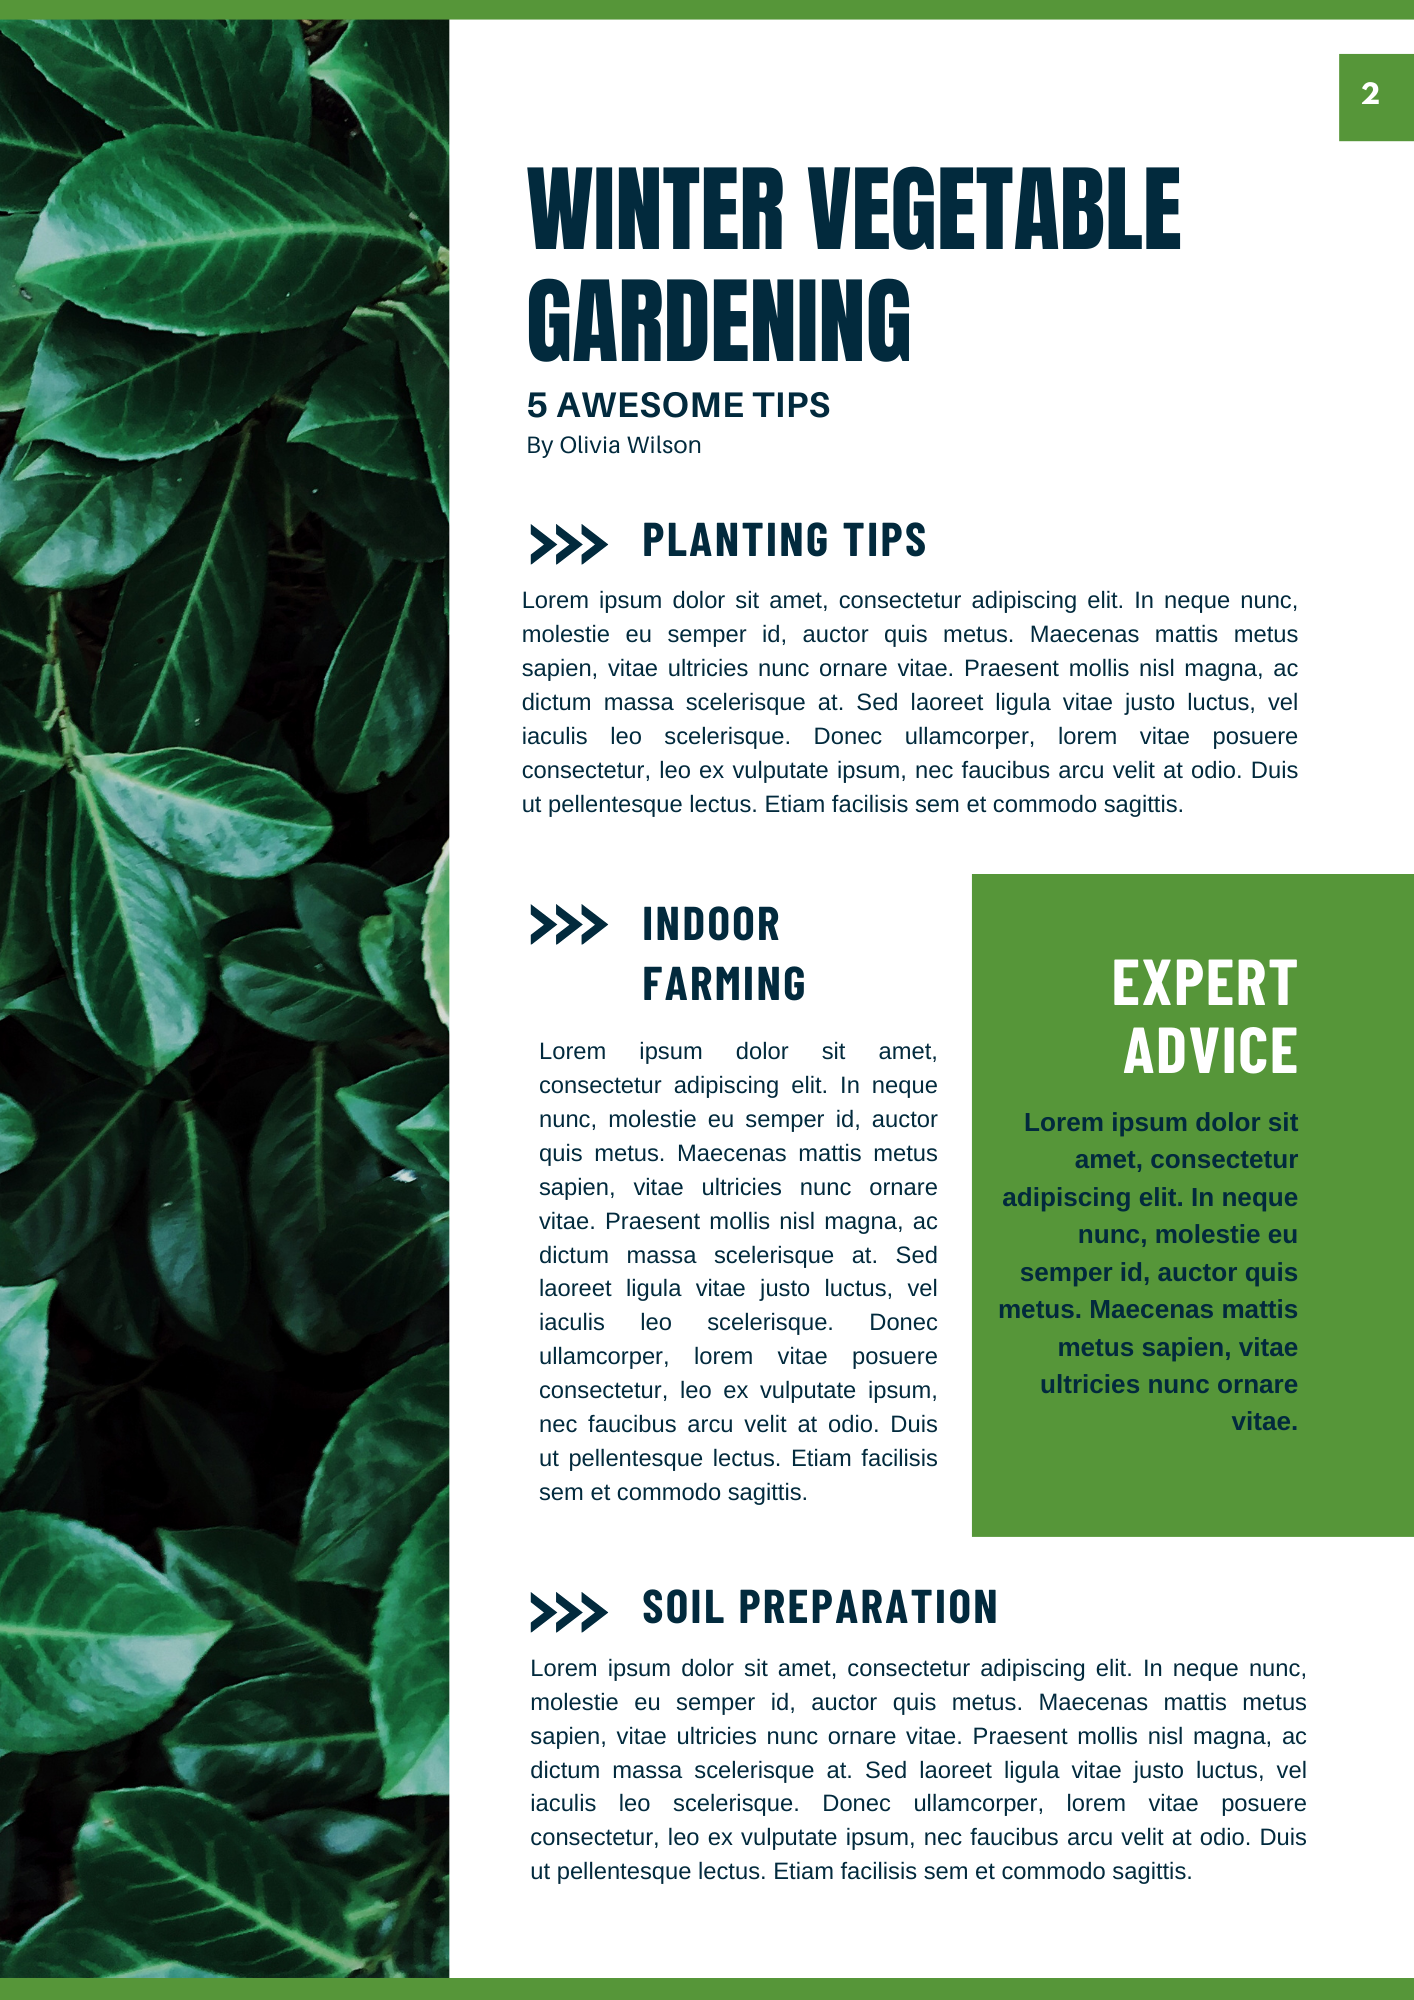 2
WINTER VEGETABLE
GARDENING
5 AWESOME TIPS
By Olivia Wilson
PLANTING TIPS
Lorem ipsum dolor sit amet, consectetur adipiscing elit. In neque nunc,
molestie eu semper id, auctor quis metus. Maecenas mattis metus
sapien, vitae ultricies nunc ornare vitae. Praesent mollis nisl magna, ac
dictum massa scelerisque at. Sed laoreet ligula vitae justo luctus, vel
iaculis leo scelerisque. Donec ullamcorper, lorem vitae posuere
consectetur, leo ex vulputate ipsum, nec faucibus arcu velit at odio. Duis
ut pellentesque lectus. Etiam facilisis sem et commodo sagittis.
INDOOR
FARMING
Lorem ipsum dolor sit amet,
consectetur adipiscing elit. In neque
nunc, molestie eu semper id, auctor
quis metus. Maecenas mattis metus
sapien, vitae ultricies nunc ornare
vitae. Praesent mollis nisl magna, ac
dictum massa scelerisque at. Sed
laoreet ligula vitae justo luctus, vel
iaculis leo scelerisque. Donec
ullamcorper, lorem vitae posuere
consectetur, leo ex vulputate ipsum,
nec faucibus arcu velit at odio. Duis
ut pellentesque lectus. Etiam facilisis
sem et commodo sagittis.
EXPERT
ADVICE
Lorem ipsum dolor sit
amet, consectetur
adipiscing elit. In neque
nunc, molestie eu
semper id, auctor quis
metus. Maecenas mattis
metus sapien, vitae
ultricies nunc ornare
vitae.
SOIL PREPARATION
Lorem ipsum dolor sit amet, consectetur adipiscing elit. In neque nunc,
molestie eu semper id, auctor quis metus. Maecenas mattis metus
sapien, vitae ultricies nunc ornare vitae. Praesent mollis nisl magna, ac
dictum massa scelerisque at. Sed laoreet ligula vitae justo luctus, vel
iaculis leo scelerisque. Donec ullamcorper, lorem vitae posuere
consectetur, leo ex vulputate ipsum, nec faucibus arcu velit at odio. Duis
ut pellentesque lectus. Etiam facilisis sem et commodo sagittis.